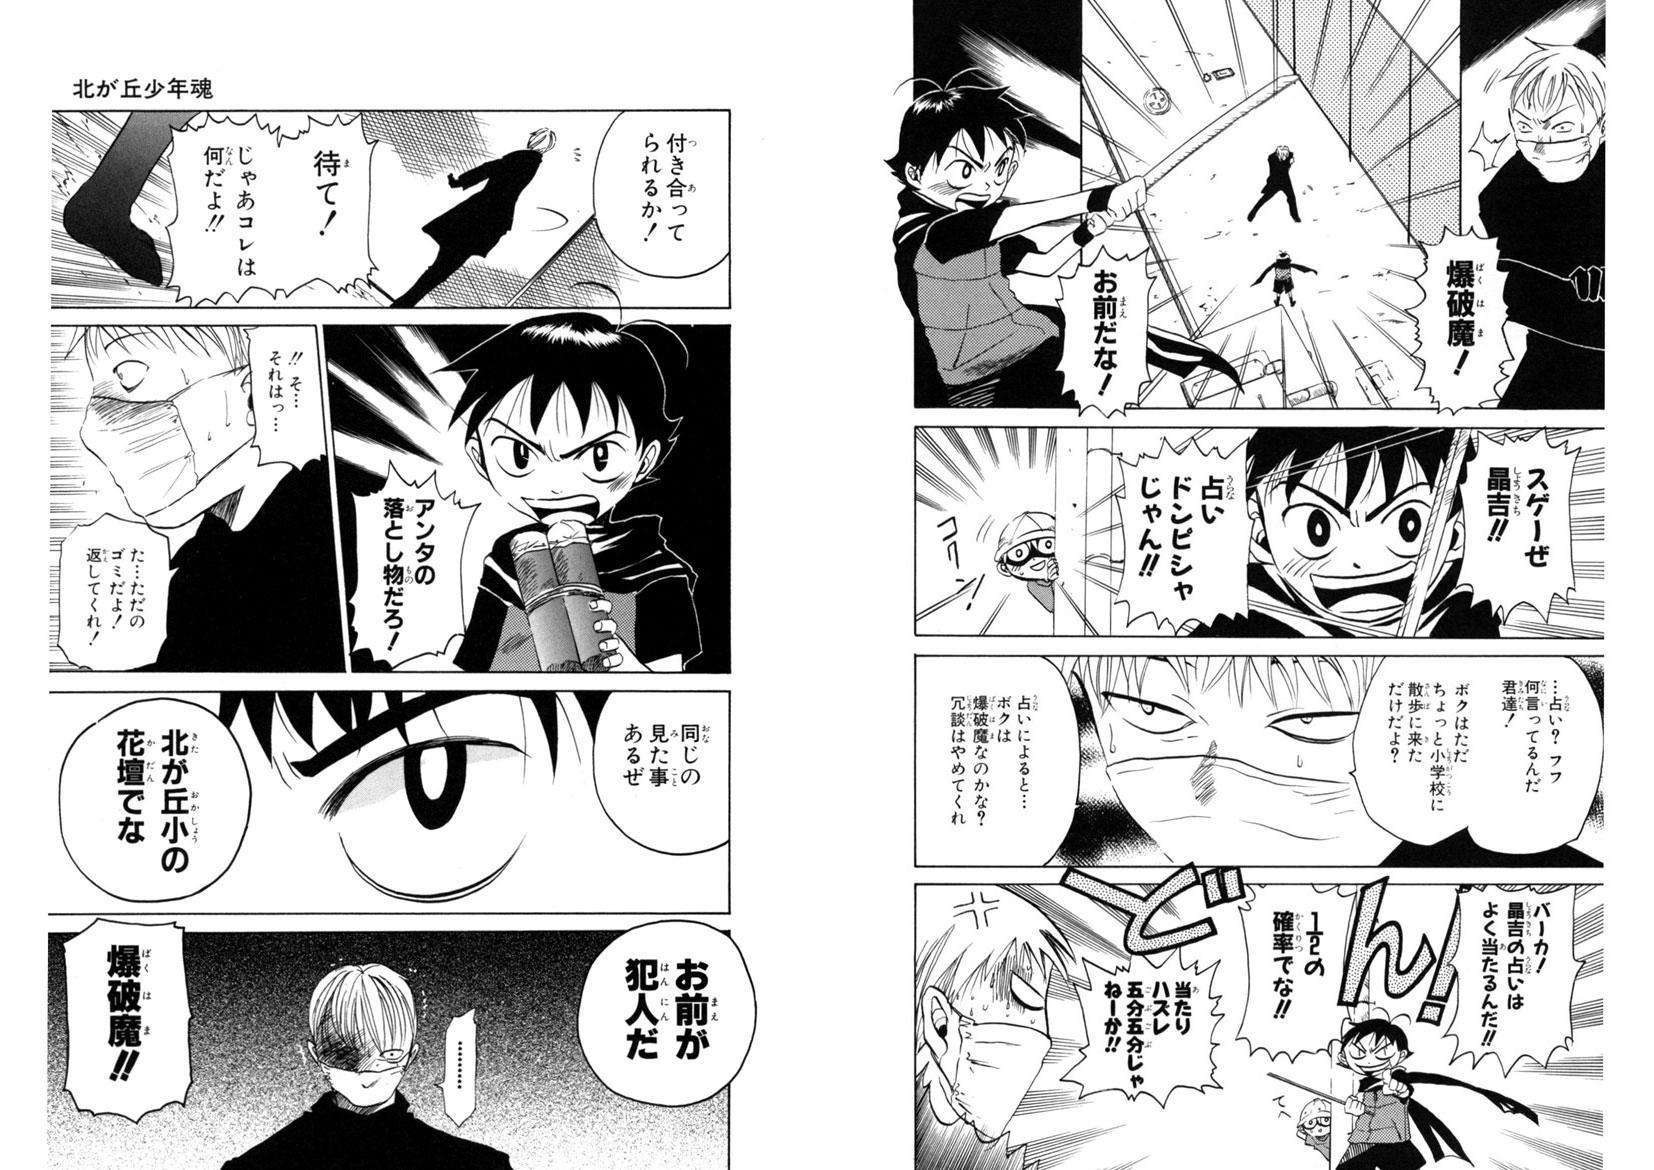 爆破魔！
お前だな！
スゲーぜ
晶吉!!
占い
ドンピシャ
じゃん!!
コソ…
…占い？フフ
何言ってるんだ
君達！
ボクはただ
ちょっと小学校に
散歩に来た
だけだよ？
占いによると…
ボクは
爆破魔なのかな？
冗談はやめてくれ
バーカ！
晶吉の占いは
よく当たるんだ!!
1/2の
確率でな!!
当たり
ハズレ
五分五分じゃ
ねーか!!
どん!
てへ
北が丘少年魂
付き合って
られるか！
待て！
じゃあコレは
何だよ!!
アンタの
落とし物だろ！
!! そ…
それはっ…
た…ただの
ゴミだよ！
返してくれ！
同じの
見た事
あるぜ
北が丘小の
花壇でな
お前が
犯人だ
………
爆破魔!!